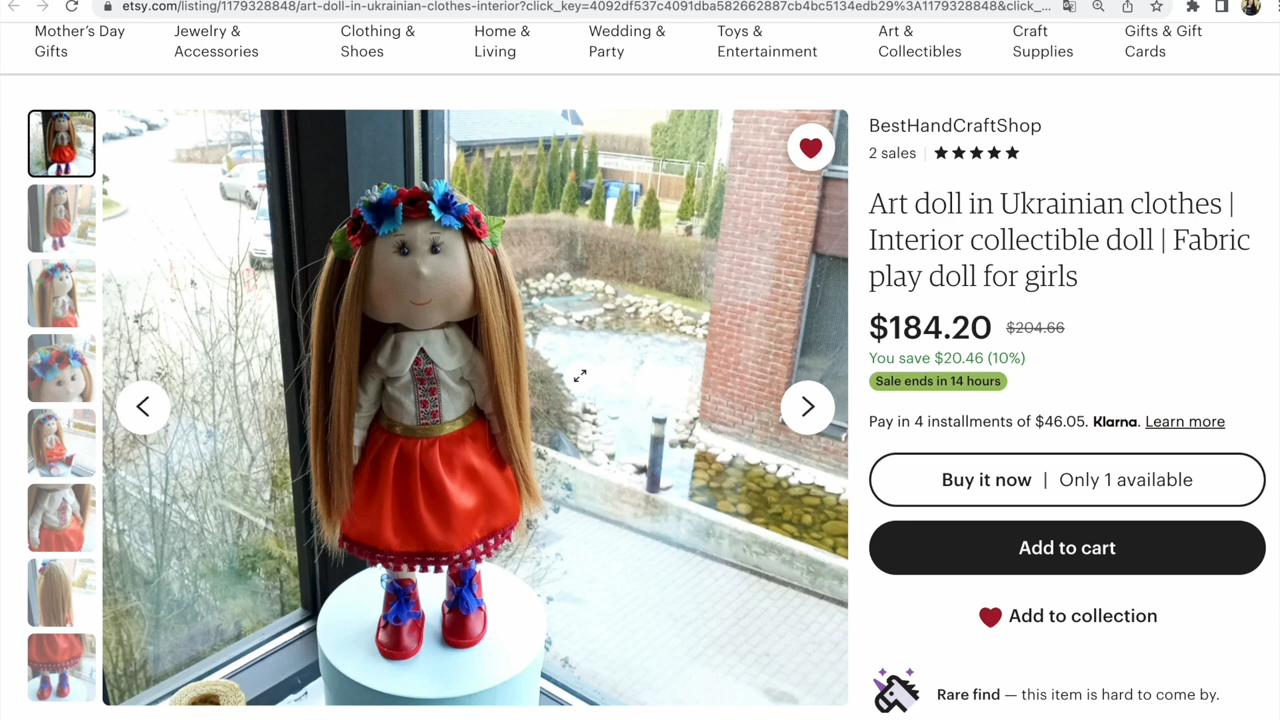 etsy.com/listing/1179328848/art-doll-in-ukrainian-clothes-interior?click_key=4092df537c4091dba582662887cb4bc5134edb29%3A1179328848&click_...
Mother's Day Gifts
Jewelry & Accessories
Clothing & Shoes
Home & Living
Wedding & Party
Toys & Entertainment
Art & Collectibles
Craft Supplies
Gifts & Gift Cards
BestHandCraftShop
2 sales
Art doll in Ukrainian clothes |
Interior collectible doll | Fabric
play doll for girls
$184.20 $204.66
You save $20.46 (10%)
Sale ends in 14 hours
Pay in 4 installments of $46.05. Klarna. Learn more
Buy it now | Only 1 available
Add to cart
Add to collection
Rare find — this item is hard to come by.